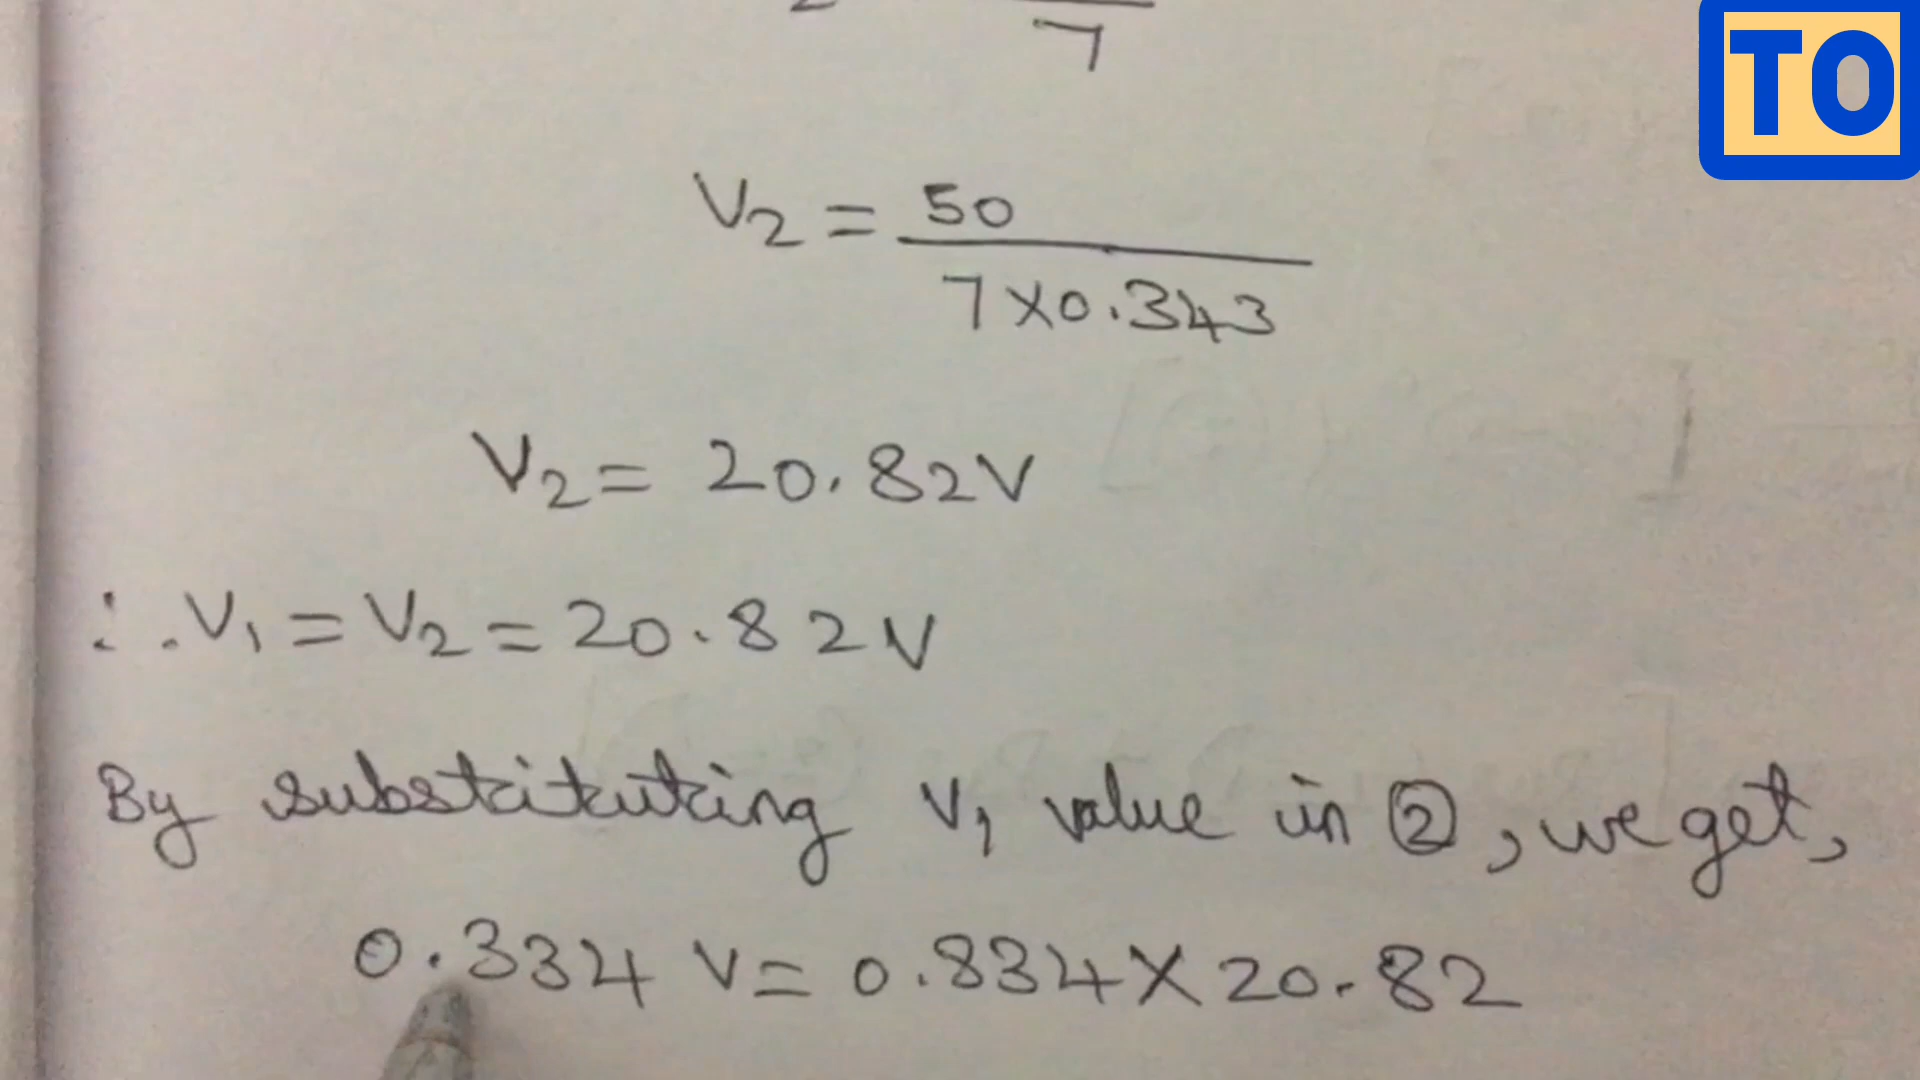 7
TO
V2 = 50
7×0.343
V2 = 20.82V
∴ V1 = V2 = 20.82V
By substituting V1 value in ②, we get,
0.334 V = 0.834 × 20.82